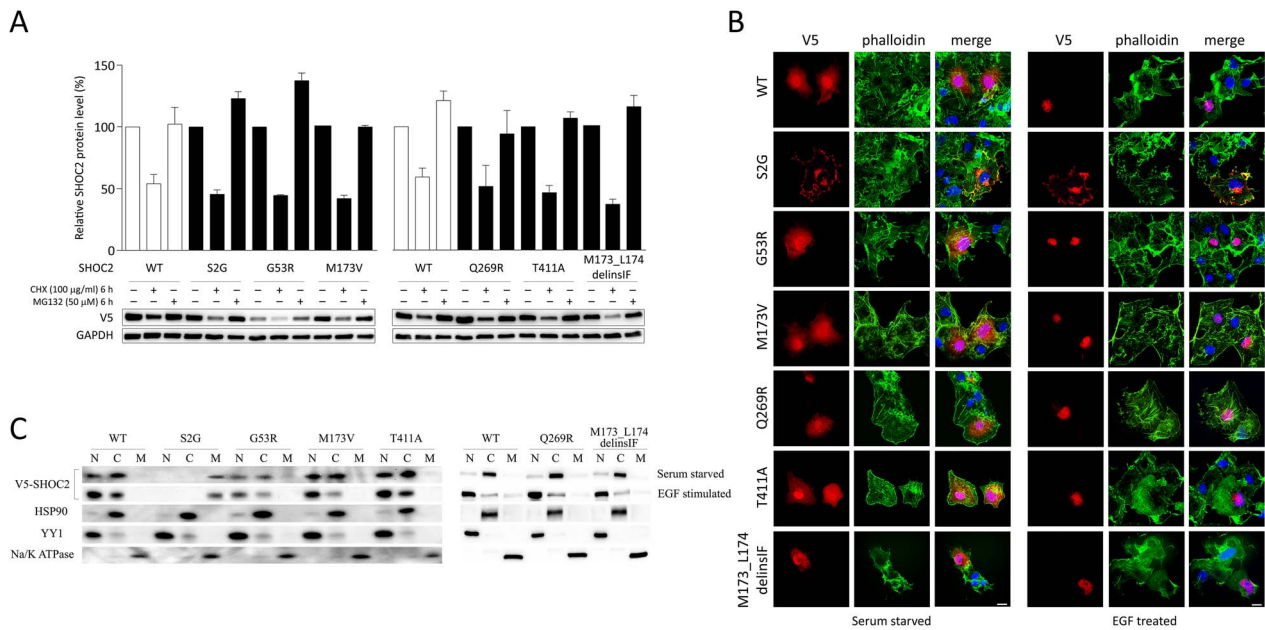 A
Relative SHOC2 protein level (%)
150
100
50
0
SHOC2 WT S2G G53R M173V WT Q269R T411A M173_L174 delinsIF
CHX (100 μg/ml) 6 h – + – – + – – + – – + – – + – – + – – + – – + –
MG132 (50 μM) 6 h – – + – – + – – + – – + – – + – – + – – + – – +
V5
GAPDH
B
V5 phalloidin merge V5 phalloidin merge
WT
S2G
G53R
M173V
Q269R
T411A
M173_L174 delinsIF
Serum starved EGF treated
C
WT S2G G53R M173V T411A WT Q269R M173_L174 delinsIF
N C M N C M N C M N C M N C M N C M N C M N C M
V5-SHOC2
Serum starved
EGF stimulated
HSP90
YY1
Na/K ATPase